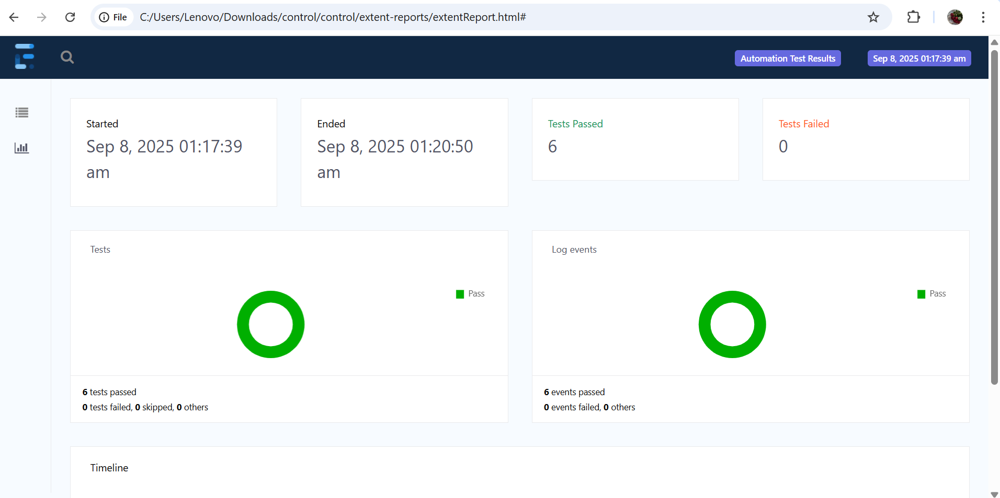 File C:/Users/Lenovo/Downloads/control/control/extent-reports/extentReport.html#
Automation Test Results Sep 8, 2025 01:17:39 am
Started
Sep 8, 2025 01:17:39
am
Ended
Sep 8, 2025 01:20:50
am
Tests Passed
6
Tests Failed
0
Tests
Pass
6 tests passed
0 tests failed, 0 skipped, 0 others
Log events
Pass
6 events passed
0 events failed, 0 others
Timeline